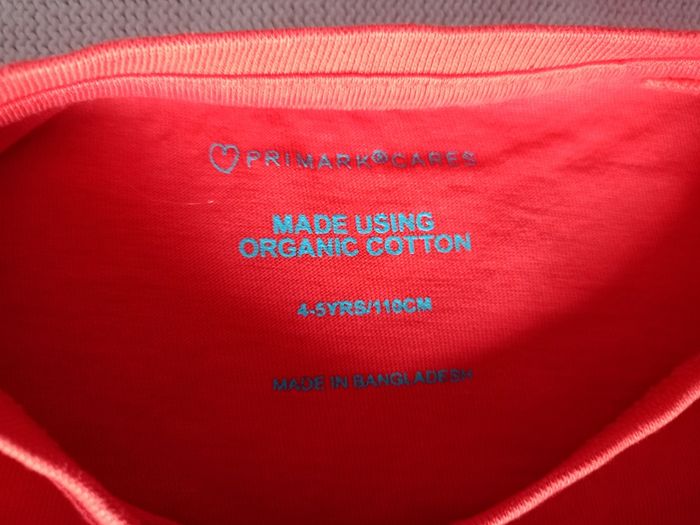 PRIMARK®CARES
MADE USING
ORGANIC COTTON
4-5YRS/110CM
MADE IN BANGLADESH